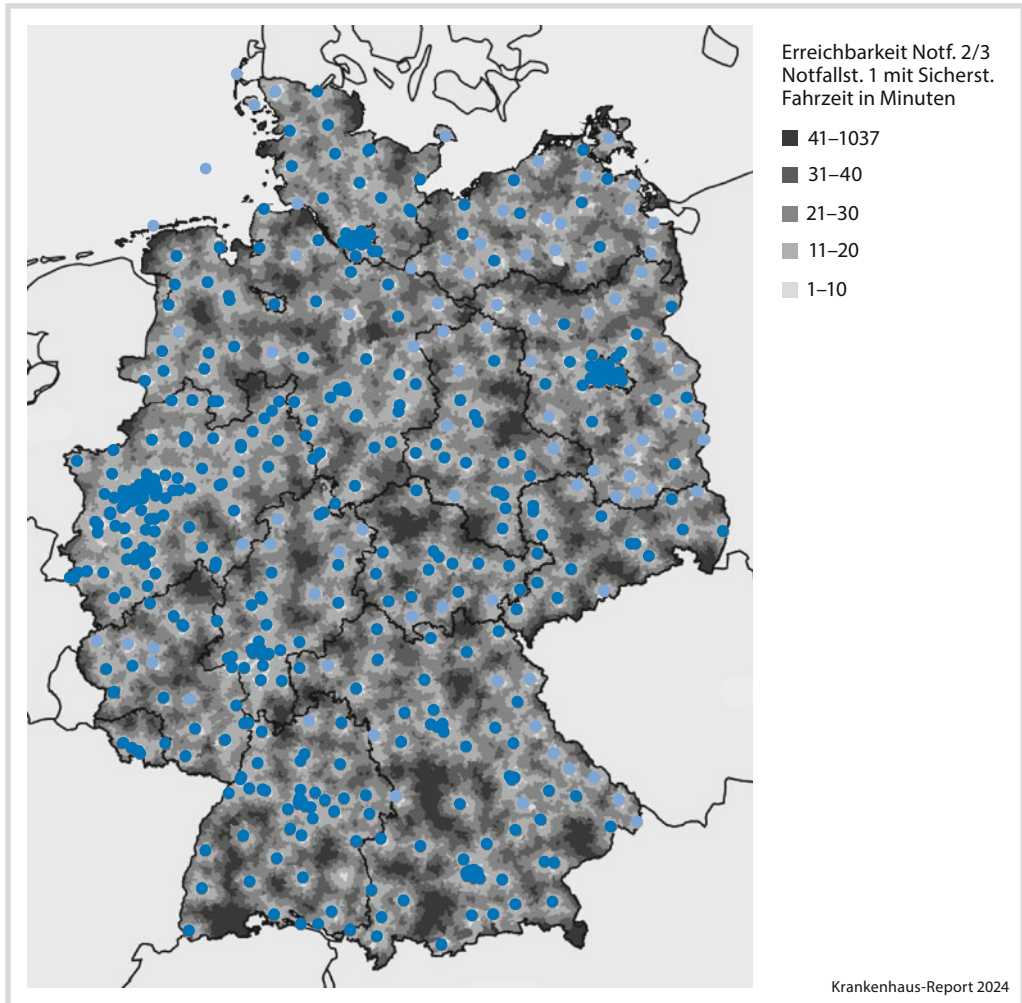 Erreichbarkeit Notf. 2/3
Notfallst. 1 mit Sicherst.
Fahrzeit in Minuten
41–1037
31–40
21–30
11–20
1–10
Krankenhaus-Report 2024